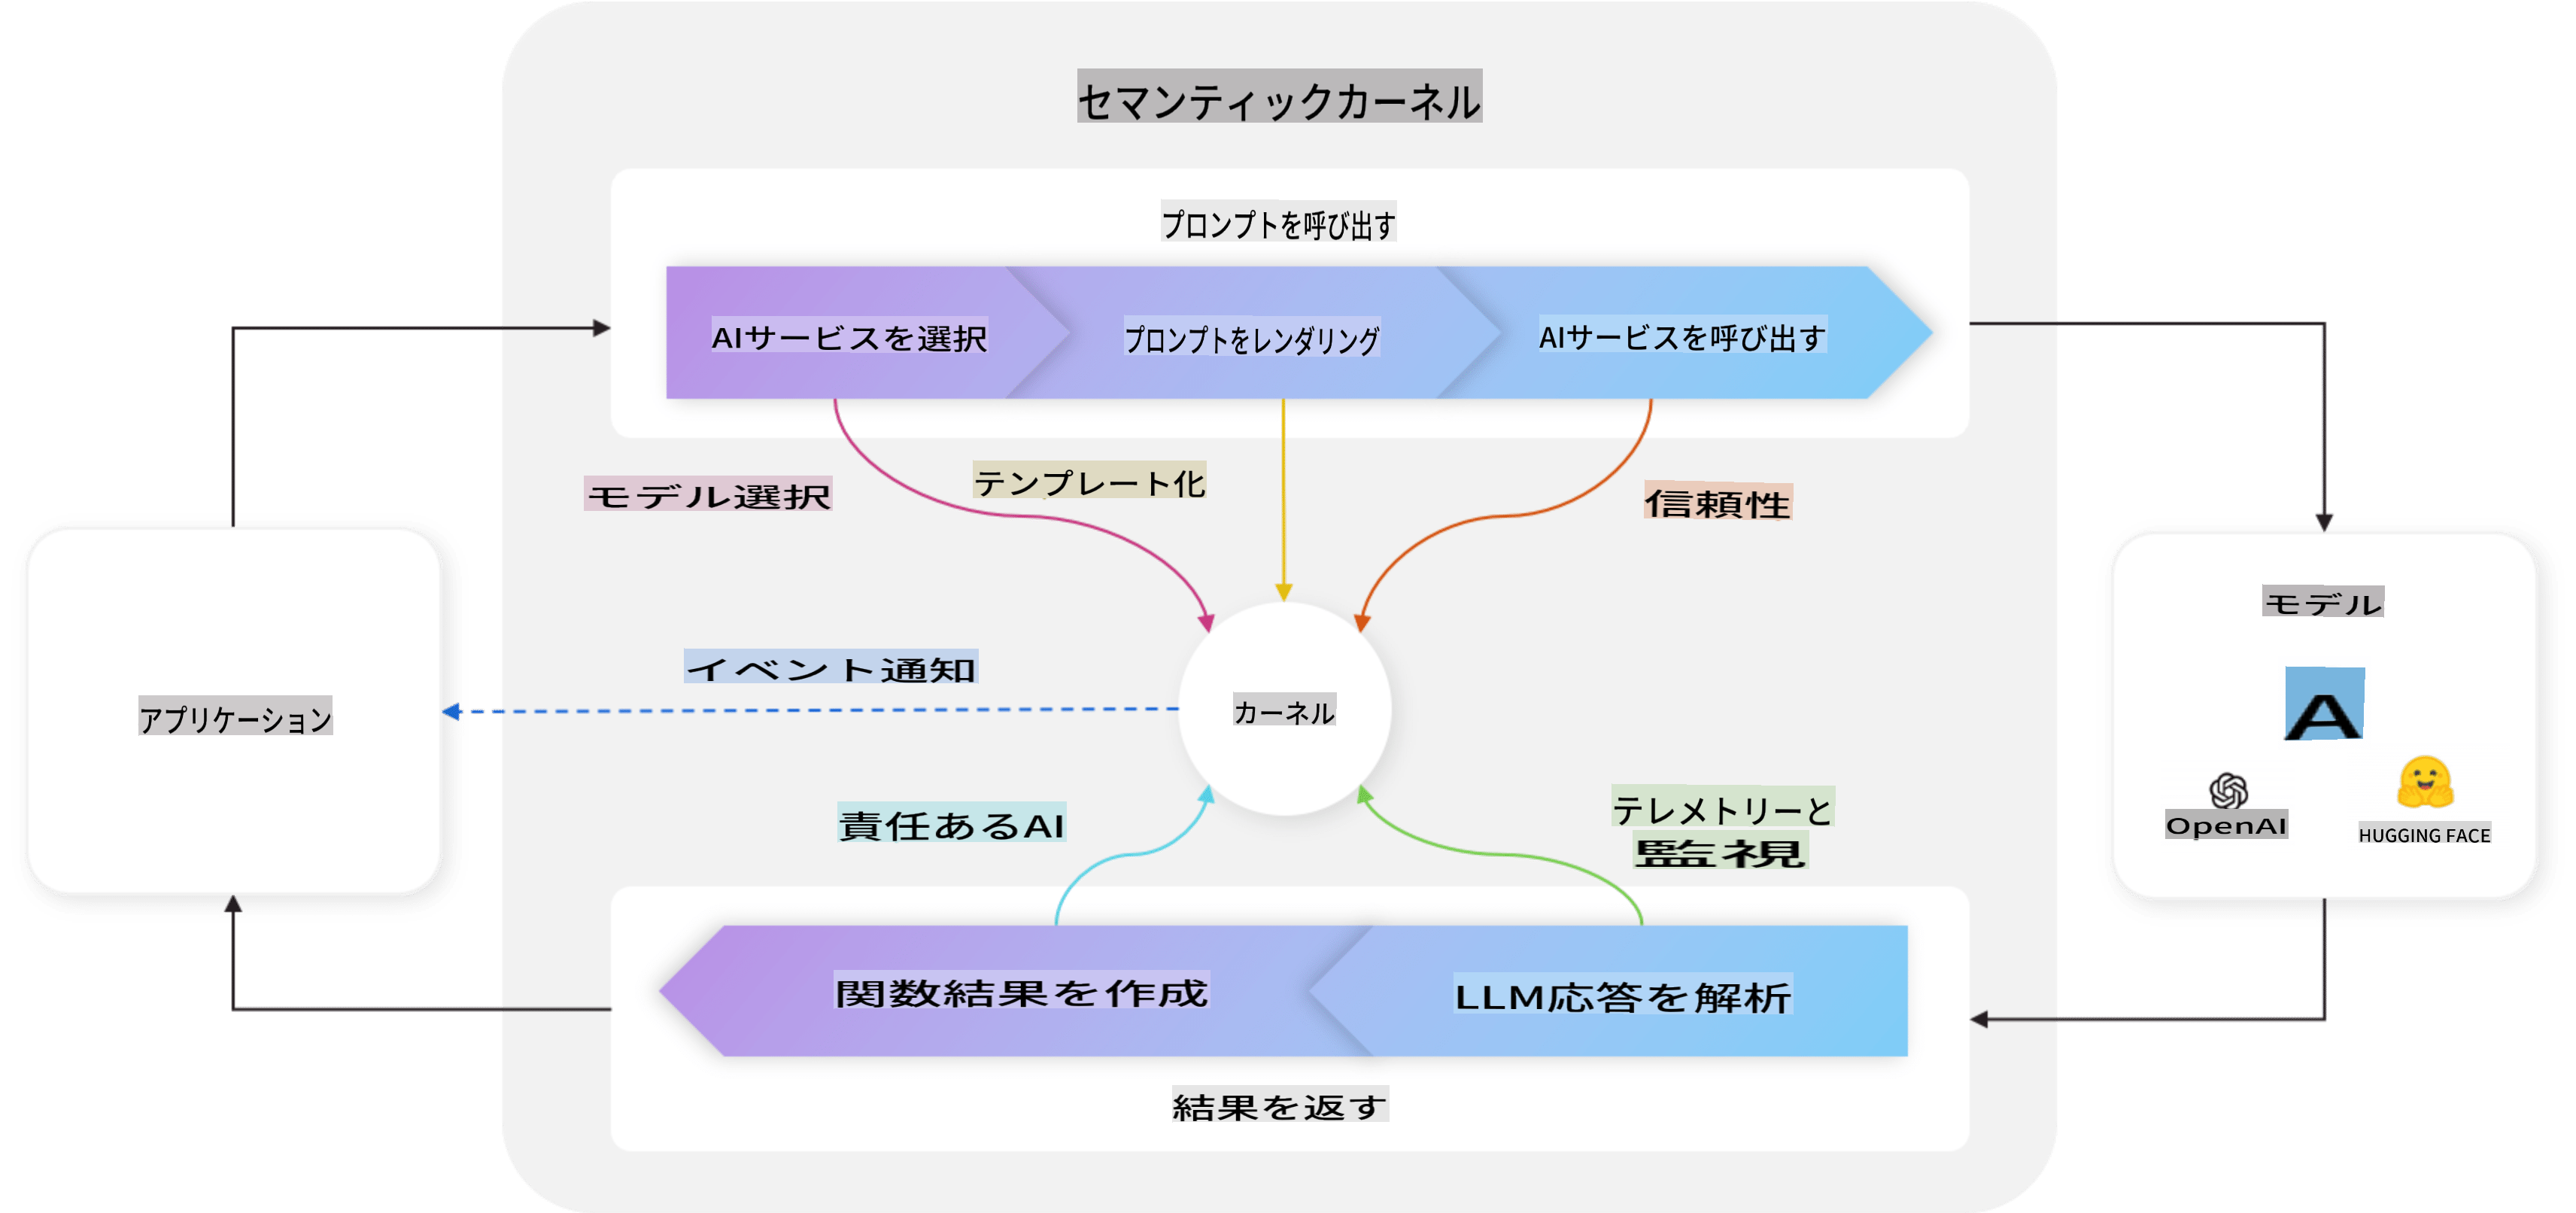 セマンティックカーネル
プロンプトを呼び出す
AIサービスを選択
プロンプトをレンダリング
AIサービスを呼び出す
モデル選択
テンプレート化
信頼性
モデル
A
OpenAI
HUGGING FACE
イベント通知
アプリケーション
カーネル
責任あるAI
テレメトリーと
監視
関数結果を作成
LLM応答を解析
結果を返す